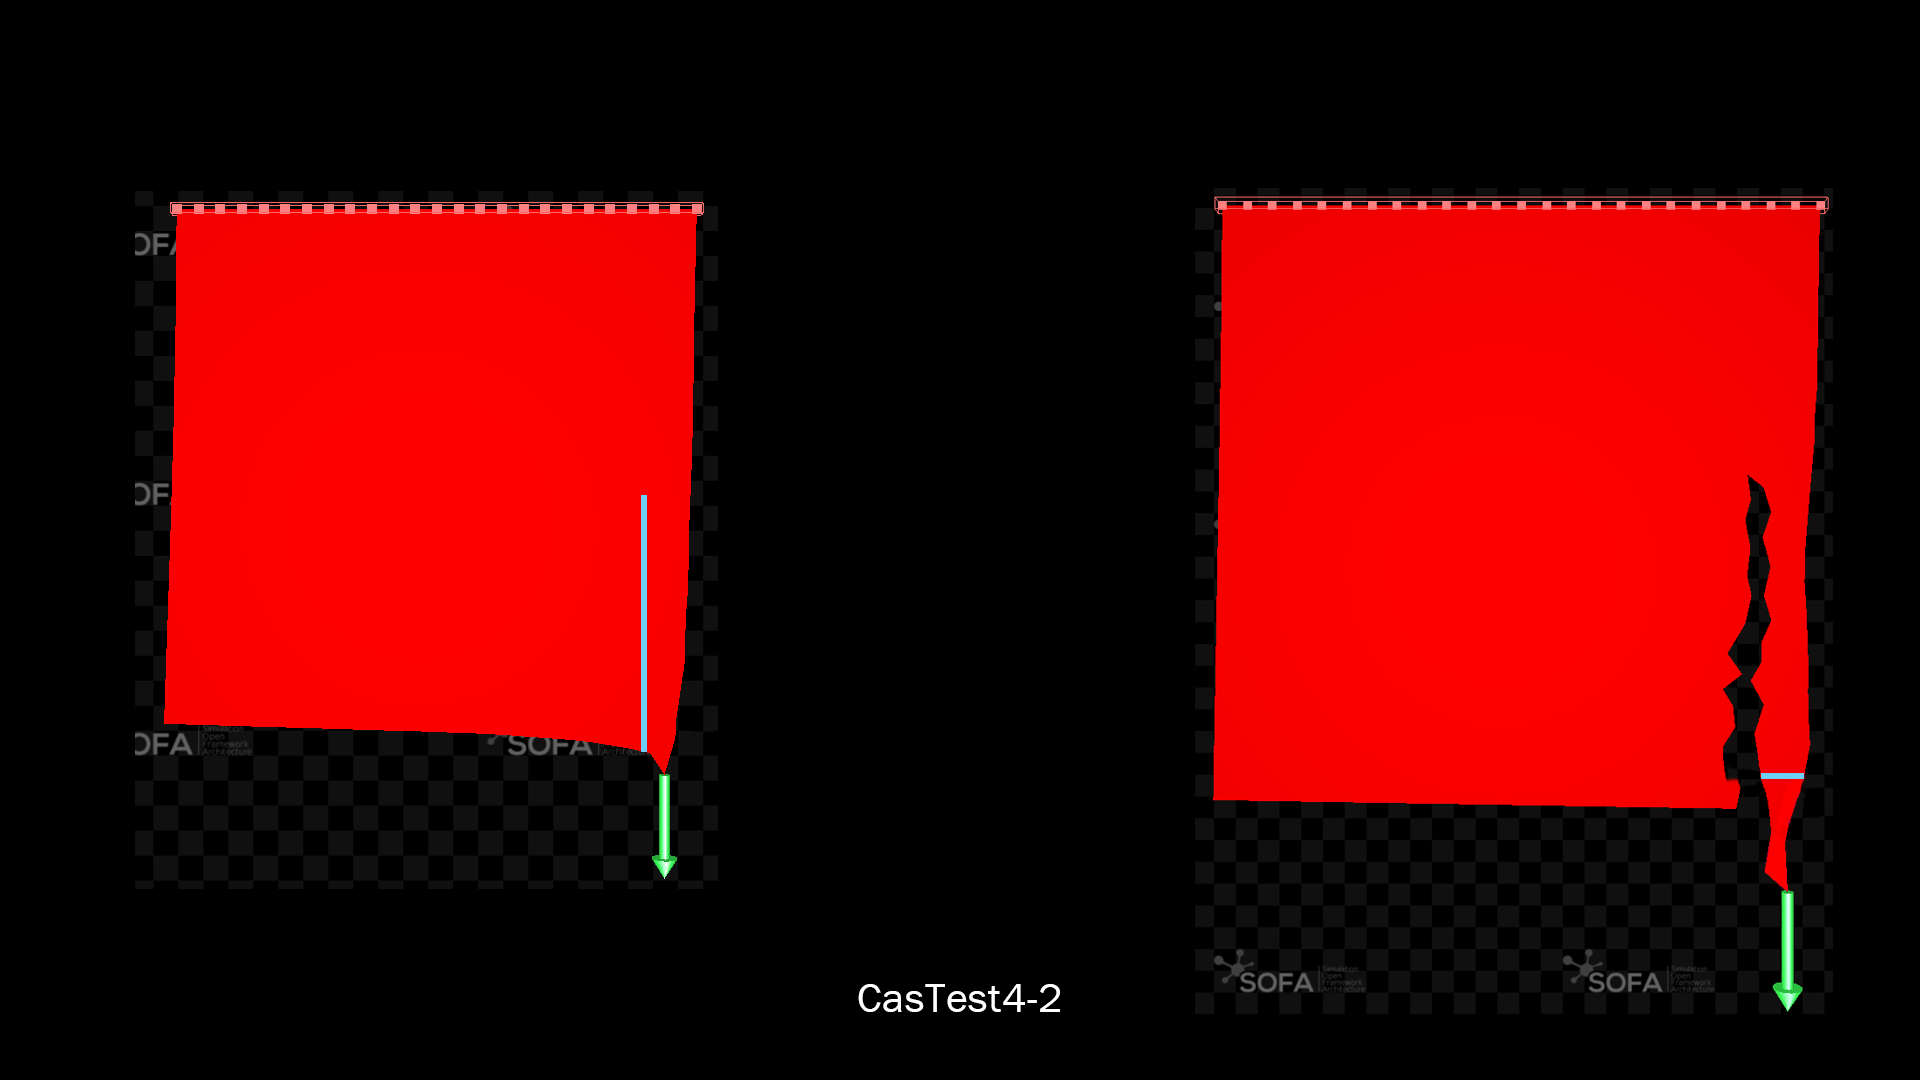 OFA
OF
OFA
Simulation
Open
Framework
Architecture
SOFA
SOFA
Simulation
Open
Framework
Architecture
SOFA
Simulation
Open
Framework
Architecture
CasTest4-2